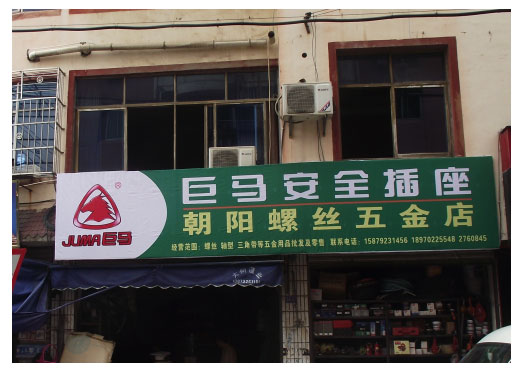 巨马安全插座
朝阳螺丝五金店
JUMA巨马 ®
经营范围：螺丝 轴型 三角带等五金用品批发及零售 联系电话：15879231456 18970225548 2760845